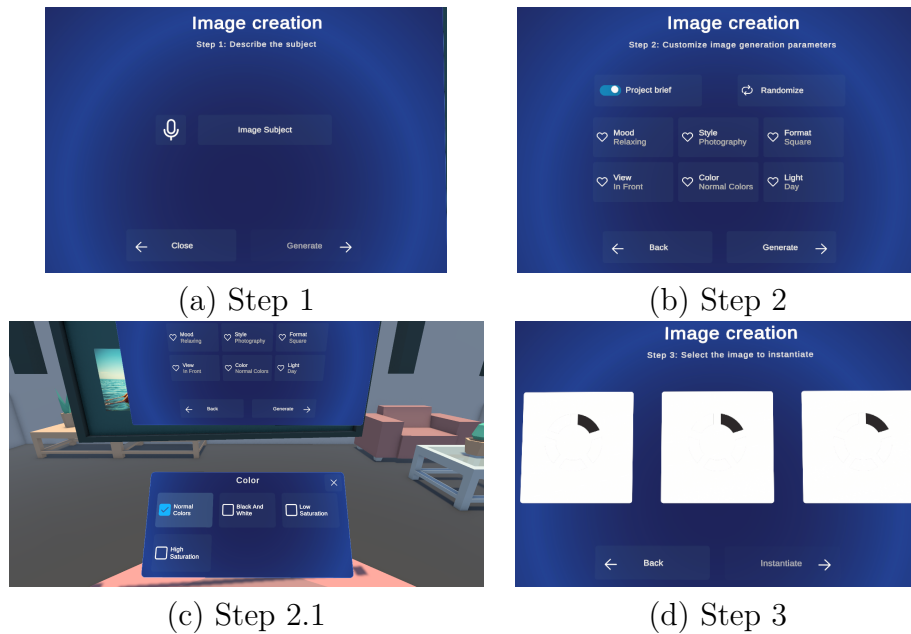 Image creation
Step 1: Describe the subject
Image Subject
Close
Generate
(a) Step 1
Image creation
Step 2: Customize image generation parameters
Project brief
Randomize
Mood
Relaxing
Style
Photography
Format
Square
View
In Front
Color
Normal Colors
Light
Day
Back
Generate
(b) Step 2
Mood
Relaxing
Style
Photography
Format
Square
View
In Front
Color
Normal Colors
Light
Day
Back
Generate
Color
Normal
Colors
Black And
White
Low
Saturation
High
Saturation
(c) Step 2.1
Image creation
Step 3: Select the image to instantiate
Back
Instantiate
(d) Step 3